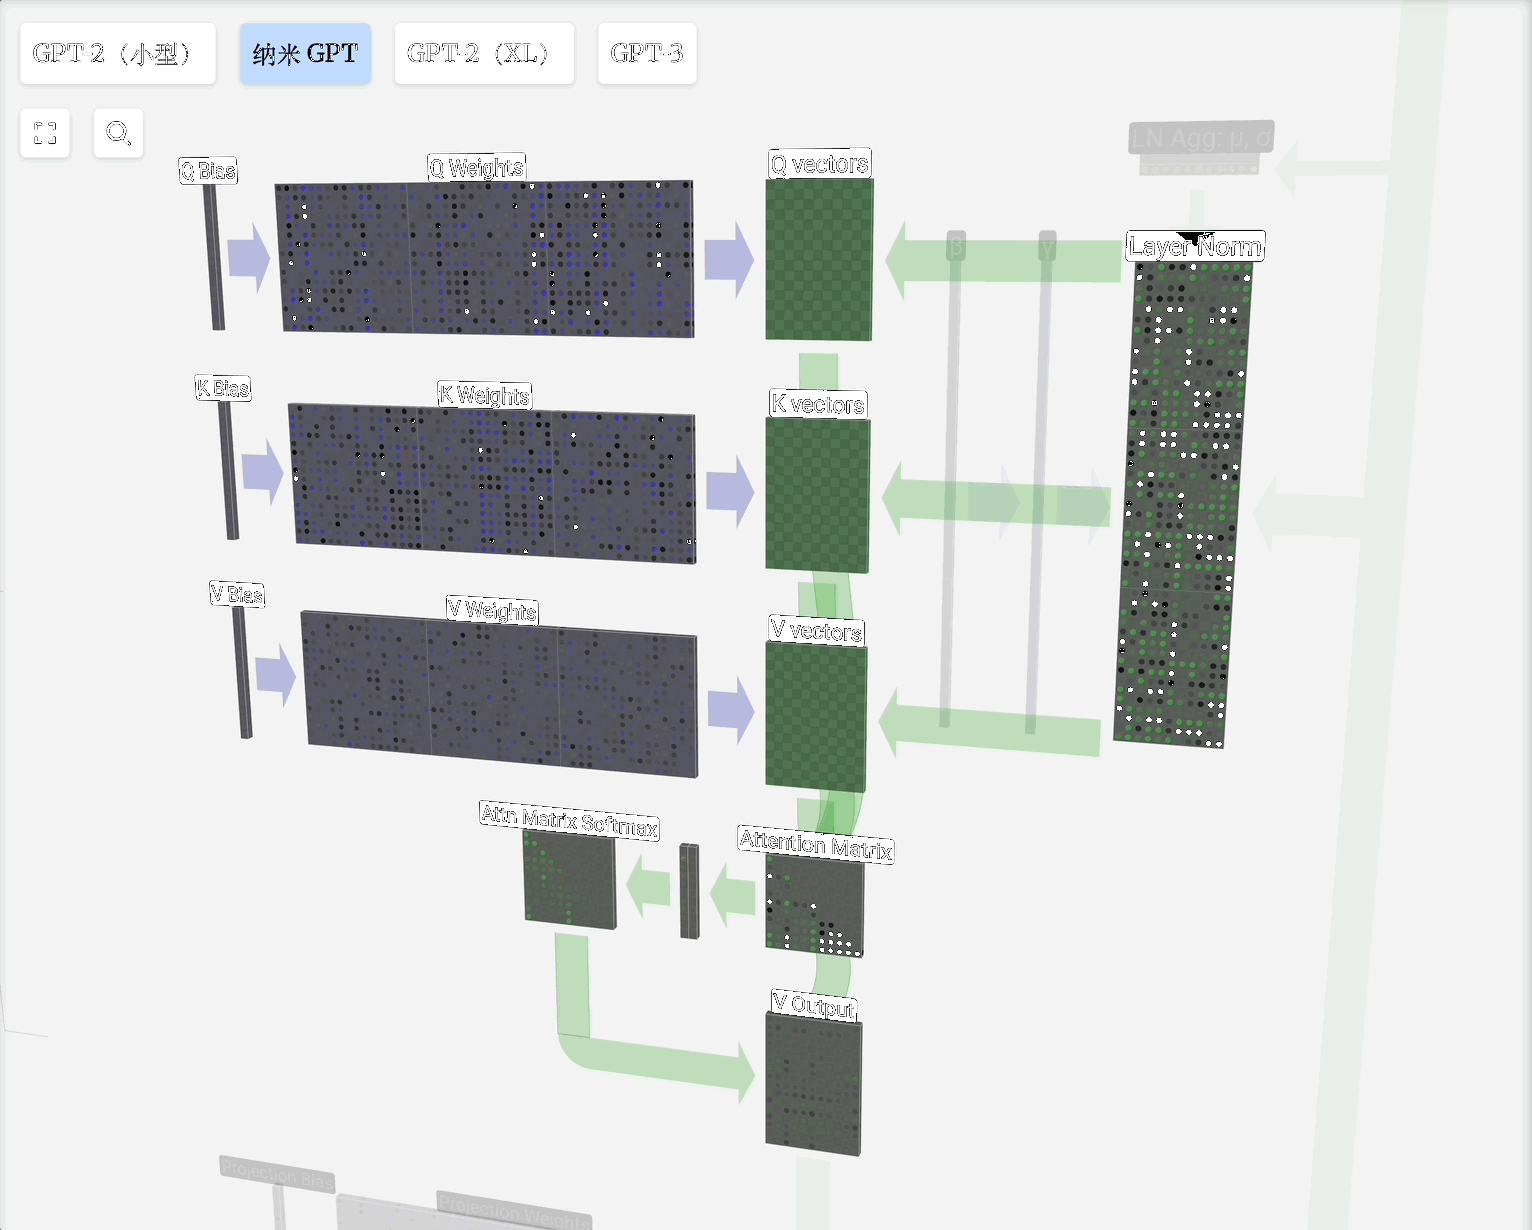 GPT-2（小型）
纳米 GPT
GPT-2（XL）
GPT-3
LN Agg: μ, σ
Q Bias
Q Weights
Q vectors
β
γ
Layer Norm
K Bias
K Weights
K vectors
V Bias
V Weights
V vectors
Attn Matrix Softmax
Attention Matrix
V Output
Projection Bias
Projection Weights